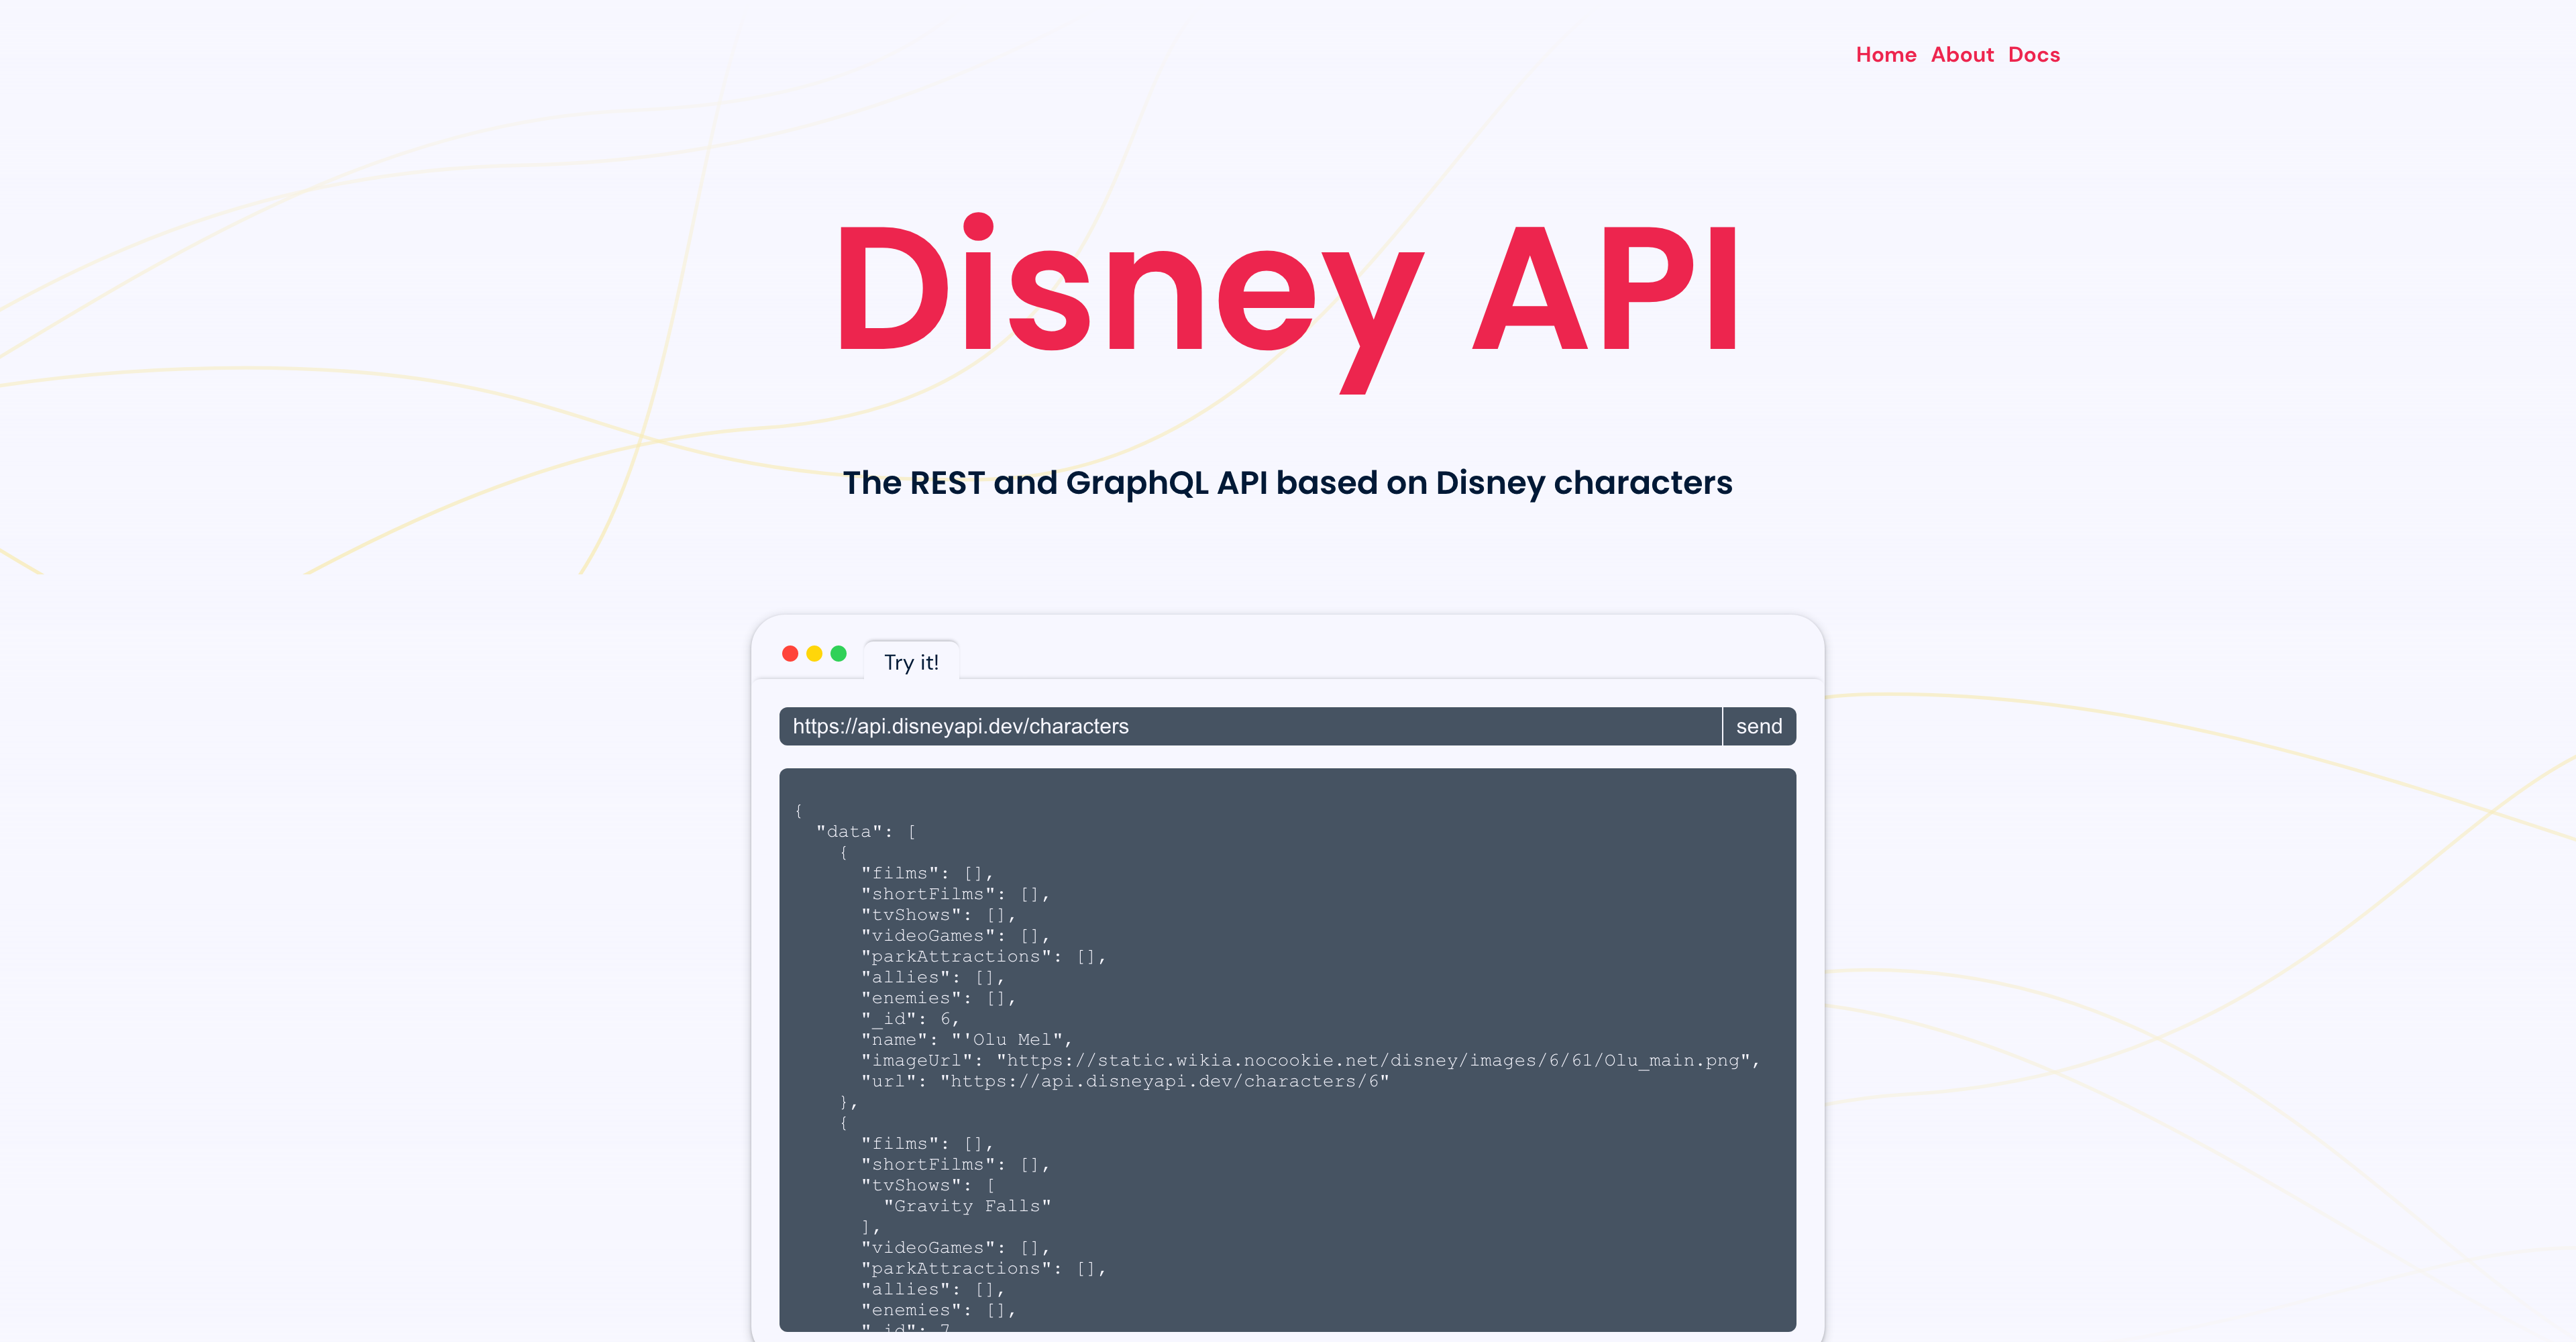 Home About Docs
Disney API
The REST and GraphQL API based on Disney characters
Try it!
https://api.disneyapi.dev/characters send
{
  "data": [
    {
      "films": [],
      "shortFilms": [],
      "tvShows": [],
      "videoGames": [],
      "parkAttractions": [],
      "allies": [],
      "enemies": [],
      "_id": 6,
      "name": "'Olu Mel",
      "imageUrl": "https://static.wikia.nocookie.net/disney/images/6/61/Olu_main.png",
      "url": "https://api.disneyapi.dev/characters/6"
    },
    {
      "films": [],
      "shortFilms": [],
      "tvShows": [
        "Gravity Falls"
      ],
      "videoGames": [],
      "parkAttractions": [],
      "allies": [],
      "enemies": [],
      "_id": 7